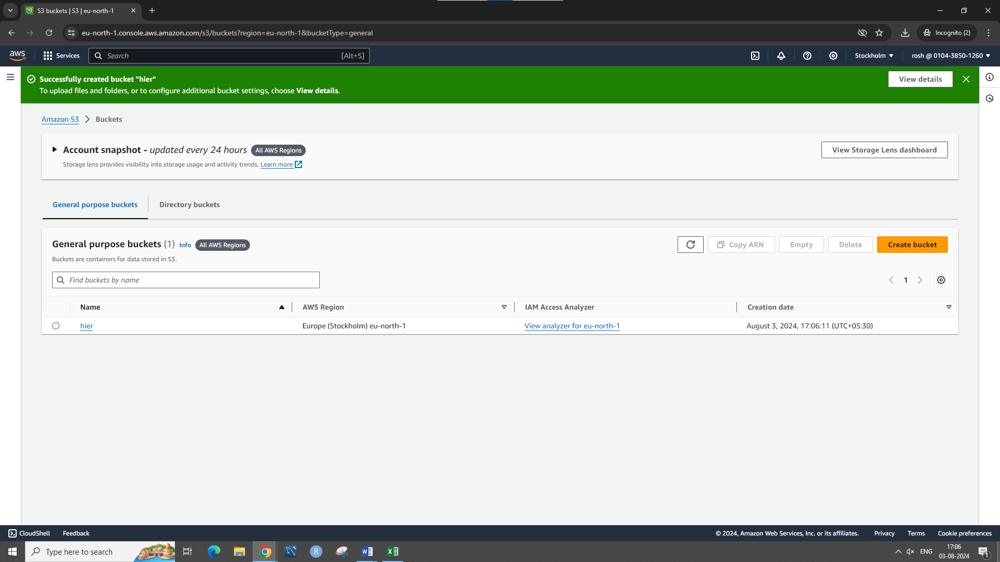 S3 buckets | S3 | eu-north-1
eu-north-1.console.aws.amazon.com/s3/buckets?region=eu-north-1&bucketType=general
Incognito (2)
aws
Services
Search
[Alt+S]
Stockholm
rosh @ 0104-3850-1260
Successfully created bucket "hier"
To upload files and folders, or to configure additional bucket settings, choose View details.
View details
Amazon S3
Buckets
Account snapshot - updated every 24 hours
All AWS Regions
Storage lens provides visibility into storage usage and activity trends. Learn more
View Storage Lens dashboard
General purpose buckets
Directory buckets
General purpose buckets (1) Info
All AWS Regions
Buckets are containers for data stored in S3.
Copy ARN
Empty
Delete
Create bucket
Find buckets by name
1
Name
AWS Region
IAM Access Analyzer
Creation date
hier
Europe (Stockholm) eu-north-1
View analyzer for eu-north-1
August 3, 2024, 17:06:11 (UTC+05:30)
CloudShell
Feedback
© 2024, Amazon Web Services, Inc. or its affiliates.
Privacy
Terms
Cookie preferences
Type here to search
R
ENG
17:06
03-08-2024
1